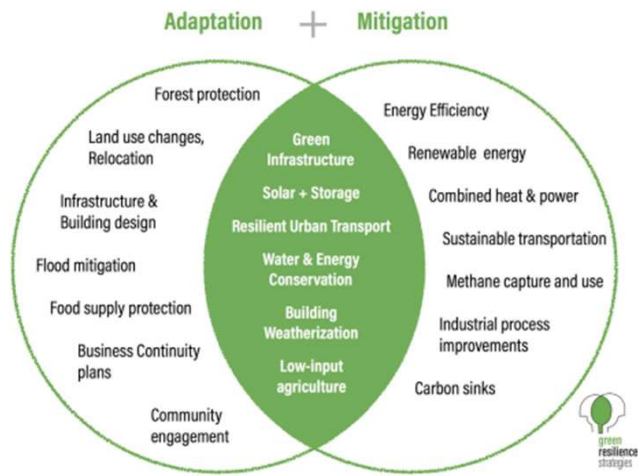 Adaptation + Mitigation
Forest protection
Land use changes,
Relocation
Infrastructure &
Building design
Flood mitigation
Food supply protection
Business Continuity
plans
Community
engagement
Green
Infrastructure
Solar + Storage
Resilient Urban Transport
Water & Energy
Conservation
Building
Weatherization
Low-input
agriculture
Energy Efficiency
Renewable energy
Combined heat & power
Sustainable transportation
Methane capture and use
Industrial process
improvements
Carbon sinks
green
resilience
strategies